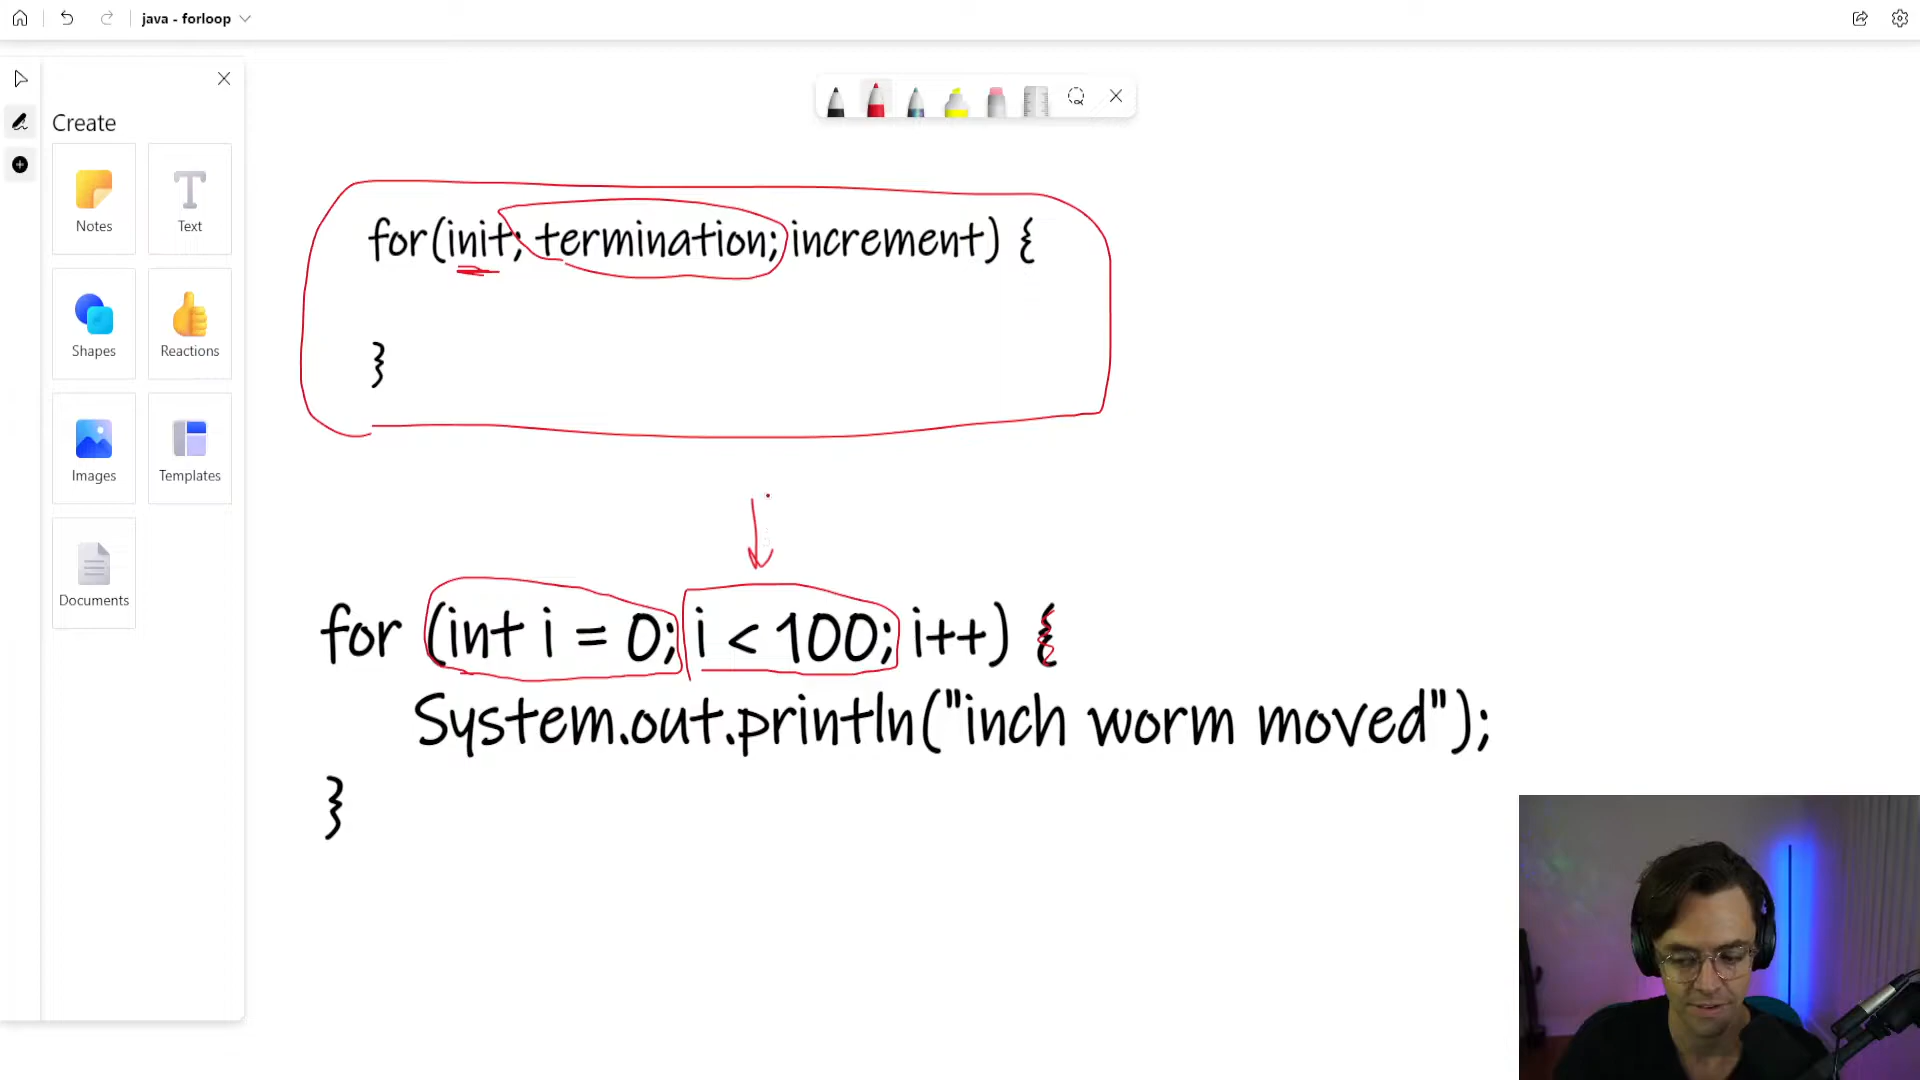 java - forloop
Create
Notes Text
Shapes Reactions
Images Templates
Documents
for(init; termination; increment) {
}
for (int i = 0; i < 100; i++) {
System.out.println("inch worm moved");
}